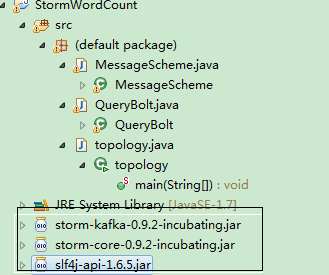 StormWordCount
src
(default package)
MessageScheme.java
MessageScheme
QueryBolt.java
QueryBolt
topology.java
topology
main(String[]) : void
JRE System Library [JavaSE-1.7]
storm-kafka-0.9.2-incubating.jar
storm-core-0.9.2-incubating.jar
slf4j-api-1.6.5.jar